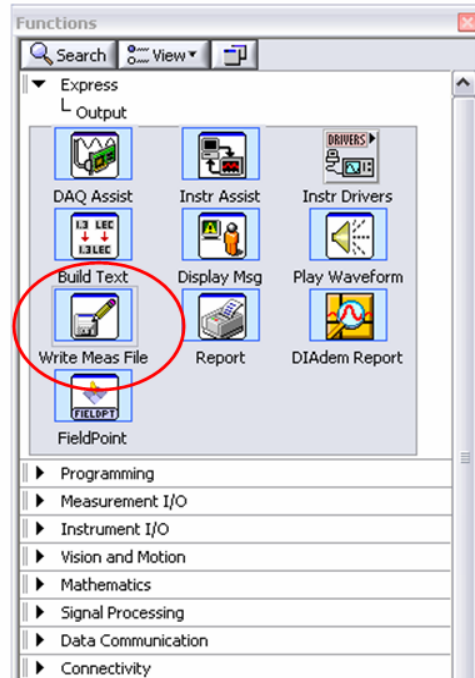 Functions
Search View
Express
Output
DRIVERS
DAQ Assist Instr Assist Instr Drivers
1.3 LEC
1.3LEC
Build Text Display Msg Play Waveform
Write Meas File Report DIAdem Report
FIELDPT
FieldPoint
Programming
Measurement I/O
Instrument I/O
Vision and Motion
Mathematics
Signal Processing
Data Communication
Connectivity